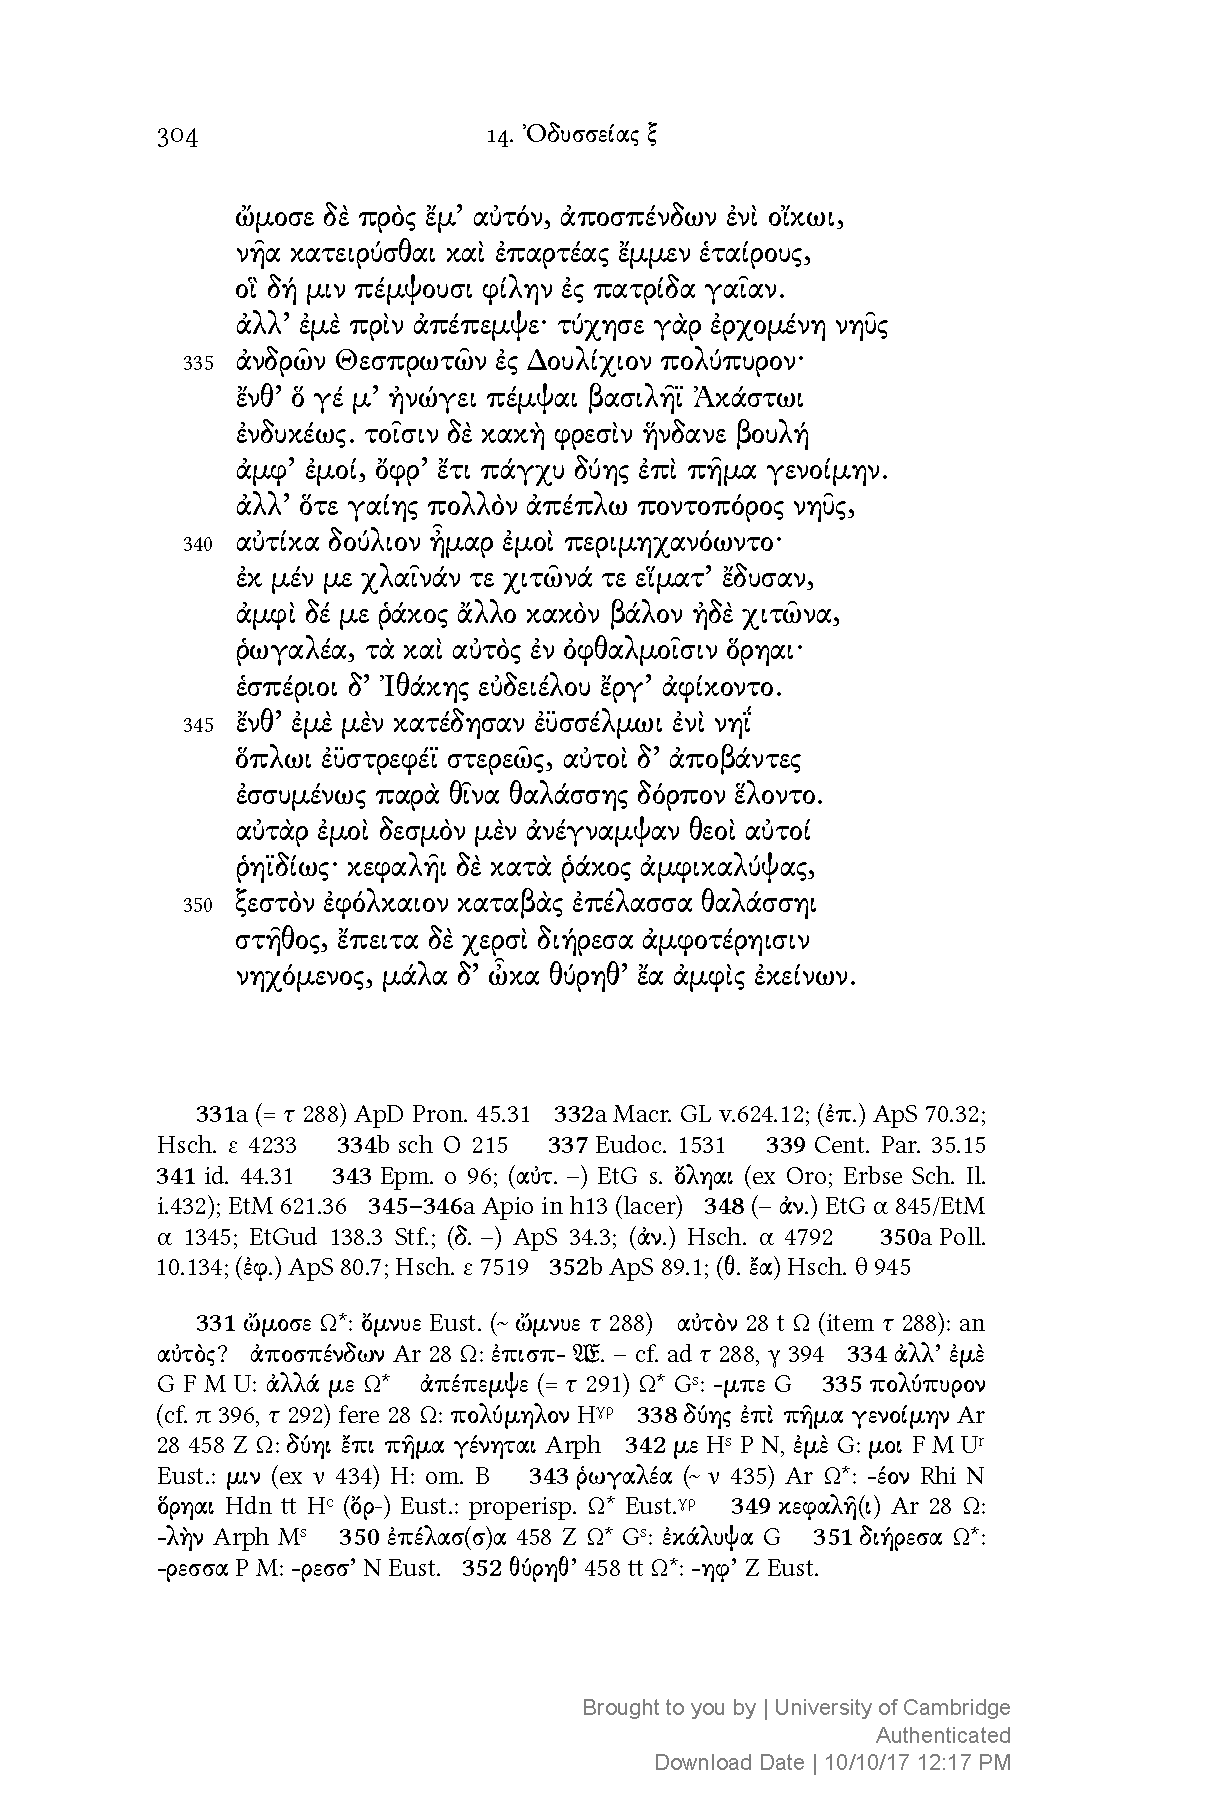 304 14. Ὀδυσσείας ξ
ὤμοσε δὲ πρὸς ἔμ’ αὐτόν, ἀποσπένδων ἐνὶ οἴκωι,
νῆα κατειρύσθαι καὶ ἐπαρτέας ἔμμεν ἑταίρους,
οἳ δή μιν πέμψουσι φίλην ἐς πατρίδα γαῖαν.
ἀλλ’ ἐμὲ πρὶν ἀπέπεμψε· τύχησε γὰρ ἐρχομένη νηῦς
335 ἀνδρῶν Θεσπρωτῶν ἐς Δουλίχιον πολύπυρον·
ἔνθ’ ὅ γέ μ’ ἠνώγει πέμψαι βασιλῆϊ Ἀκάστωι
ἐνδυκέως. τοῖσιν δὲ κακὴ φρεσὶν ἥνδανε βουλή
ἀμφ’ ἐμοί, ὄφρ’ ἔτι πάγχυ δύης ἐπὶ πῆμα γενοίμην.
ἀλλ’ ὅτε γαίης πολλὸν ἀπέπλω ποντοπόρος νηῦς,
340 αὐτίκα δούλιον ἦμαρ ἐμοὶ περιμηχανόωντο·
ἐκ μέν με χλαῖνάν τε χιτῶνά τε εἵματ’ ἔδυσαν,
ἀμφὶ δέ με ῥάκος ἄλλο κακὸν βάλον ἠδὲ χιτῶνα,
ῥωγαλέα, τὰ καὶ αὐτὸς ἐν ὀφθαλμοῖσιν ὅρηαι·
ἑσπέριοι δ’ Ἰθάκης εὐδειέλου ἔργ’ ἀφίκοντο.
345 ἔνθ’ ἐμὲ μὲν κατέδησαν ἐϋσσέλμωι ἐνὶ νηΐ
ὅπλωι ἐϋστρεφέϊ στερεῶς, αὐτοὶ δ’ ἀποβάντες
ἐσσυμένως παρὰ θῖνα θαλάσσης δόρπον ἕλοντο.
αὐτὰρ ἐμοὶ δεσμὸν μὲν ἀνέγναμψαν θεοὶ αὐτοί
ῥηϊδίως· κεφαλῆι δὲ κατὰ ῥάκος ἀμφικαλύψας,
350 ξεστὸν ἐφόλκαιον καταβὰς ἐπέλασσα θαλάσσηι
στῆθος, ἔπειτα δὲ χερσὶ διήρεσα ἀμφοτέρηισιν
νηχόμενος, μάλα δ’ ὦκα θύρηθ’ ἔα ἀμφὶς ἐκείνων.
331a (= τ 288) ApD Pron. 45.31 332a Macr. GL v.624.12; (ἐπ.) ApS 70.32;
Hsch. ε 4233 334b sch O 215 337 Eudoc. 1531 339 Cent. Par. 35.15
341 id. 44.31 343 Epm. ο 96; (αὐτ. –) EtG s. ὄληαι (ex Oro; Erbse Sch. Il.
i.432); EtM 621.36 345–346a Apio in h13 (lacer) 348 (– ἀν.) EtG α 845/EtM
α 1345; EtGud 138.3 Stf.; (δ. –) ApS 34.3; (ἀν.) Hsch. α 4792 350a Poll.
10.134; (ἐφ.) ApS 80.7; Hsch. ε 7519 352b ApS 89.1; (θ. ἔα) Hsch. θ 945
331 ὤμοσε Ω*: ὄμνυε Eust. (~ ὤμνυε τ 288) αὐτὸν 28 t Ω (item τ 288): an
αὐτὸς? ἀποσπένδων Ar 28 Ω: ἐπισπ- 𝕬𝕰. – cf. ad τ 288, γ 394 334 ἀλλ’ ἐμὲ
G F M U: ἀλλά με Ω* ἀπέπεμψε (= τ 291) Ω* Gˢ: -μπε G 335 πολύπυρον
(cf. π 396, τ 292) fere 28 Ω: πολύμηλον Hᵞᵖ 338 δύης ἐπὶ πῆμα γενοίμην Ar
28 458 Z Ω: δύηι ἔπι πῆμα γένηται Arph 342 με Hˢ P N, ἐμὲ G: μοι F M Uʳ
Eust.: μιν (ex ν 434) H: om. B 343 ῥωγαλέα (~ ν 435) Ar Ω*: -έον Rhi N
ὅρηαι Hdn tt Hᶜ (ὄρ-) Eust.: properisp. Ω* Eust.ᵞᵖ 349 κεφαλῆ(ι) Ar 28 Ω:
-λὴν Arph Mˢ 350 ἐπέλασ(σ)α 458 Z Ω* Gˢ: ἐκάλυψα G 351 διήρεσα Ω*:
-ρεσσα P M: -ρεσσ’ N Eust. 352 θύρηθ’ 458 tt Ω*: -ηφ’ Z Eust.
Brought to you by | University of Cambridge
Authenticated
Download Date | 10/10/17 12:17 PM